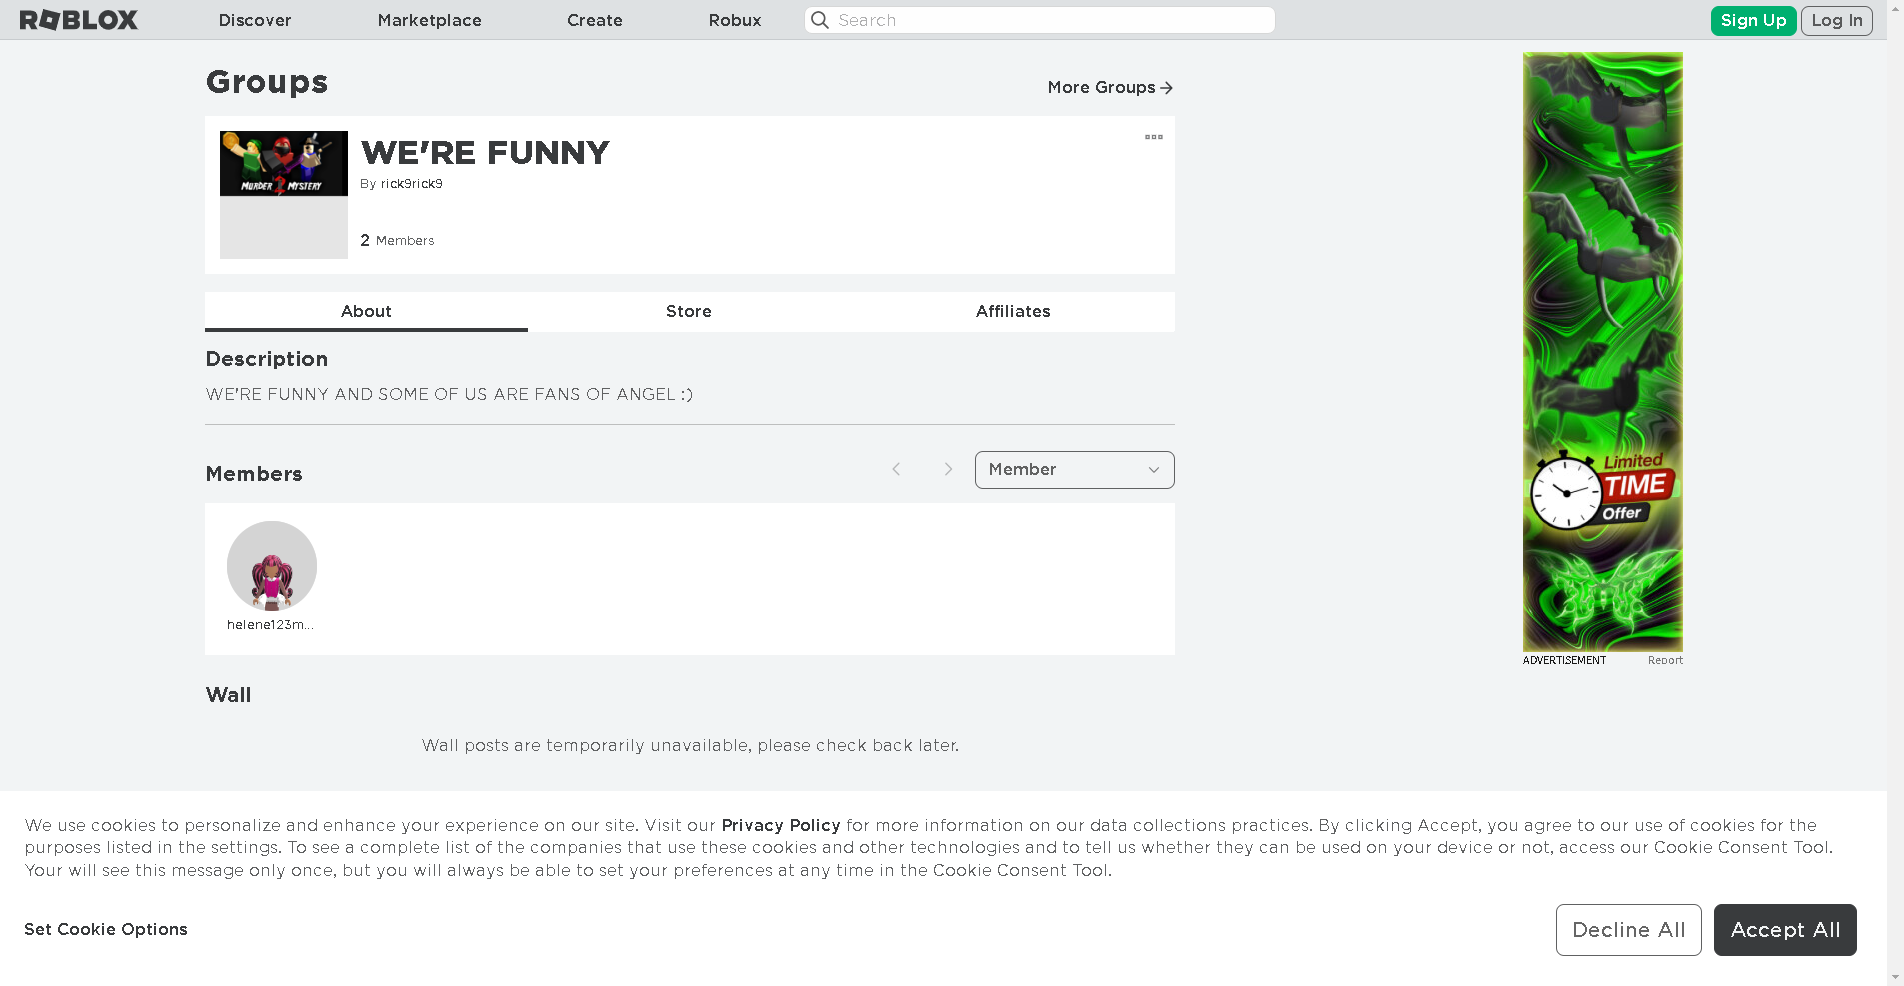 ROBLOX
Discover
Marketplace
Create
Robux
Search
Sign Up
Log In
Groups
More Groups
MURDER 2 MYSTERY
WE'RE FUNNY
By rick9rick9
2 Members
About
Store
Affiliates
Description
WE'RE FUNNY AND SOME OF US ARE FANS OF ANGEL :)
Members
Member
helene123m...
Limited
TIME
Offer
ADVERTISEMENT
Report
Wall
Wall posts are temporarily unavailable, please check back later.
We use cookies to personalize and enhance your experience on our site. Visit our Privacy Policy for more information on our data collections practices. By clicking Accept, you agree to our use of cookies for the
purposes listed in the settings. To see a complete list of the companies that use these cookies and other technologies and to tell us whether they can be used on your device or not, access our Cookie Consent Tool.
Your will see this message only once, but you will always be able to set your preferences at any time in the Cookie Consent Tool.
Set Cookie Options
Decline All
Accept All